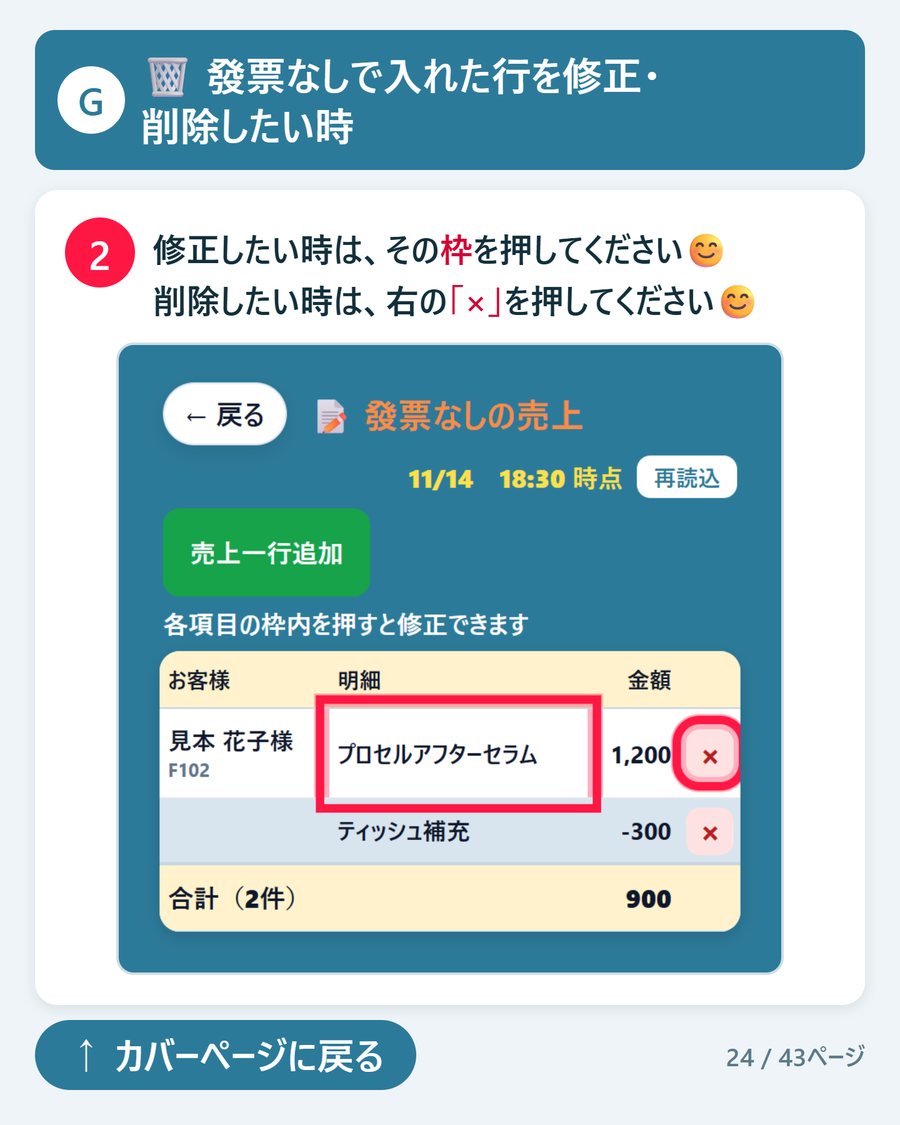 G
🗑️ 發票なしで入れた行を修正・
削除したい時
2
修正したい時は、その枠を押してください😊
削除したい時は、右の「×」を押してください😊
← 戻る
📝 發票なしの売上
11/14 18:30 時点 再読込
売上一行追加
各項目の枠内を押すと修正できます
お客様 明細 金額
見本 花子様 プロセルアフターセラム 1,200 ×
F102
ティッシュ補充 -300 ×
合計（2件） 900
↑ カバーページに戻る
24 / 43ページ